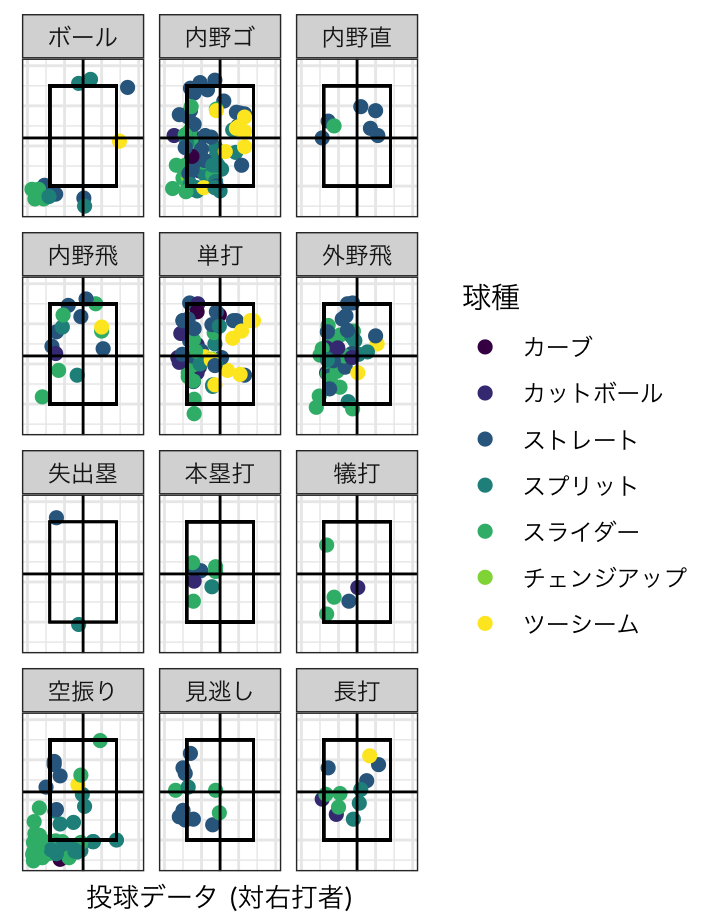 ボール
内野ゴ
内野直
内野飛
単打
外野飛
失出塁
本塁打
犠打
空振り
見逃し
長打
球種
カーブ
カットボール
ストレート
スプリット
スライダー
チェンジアップ
ツーシーム
投球データ (対右打者)